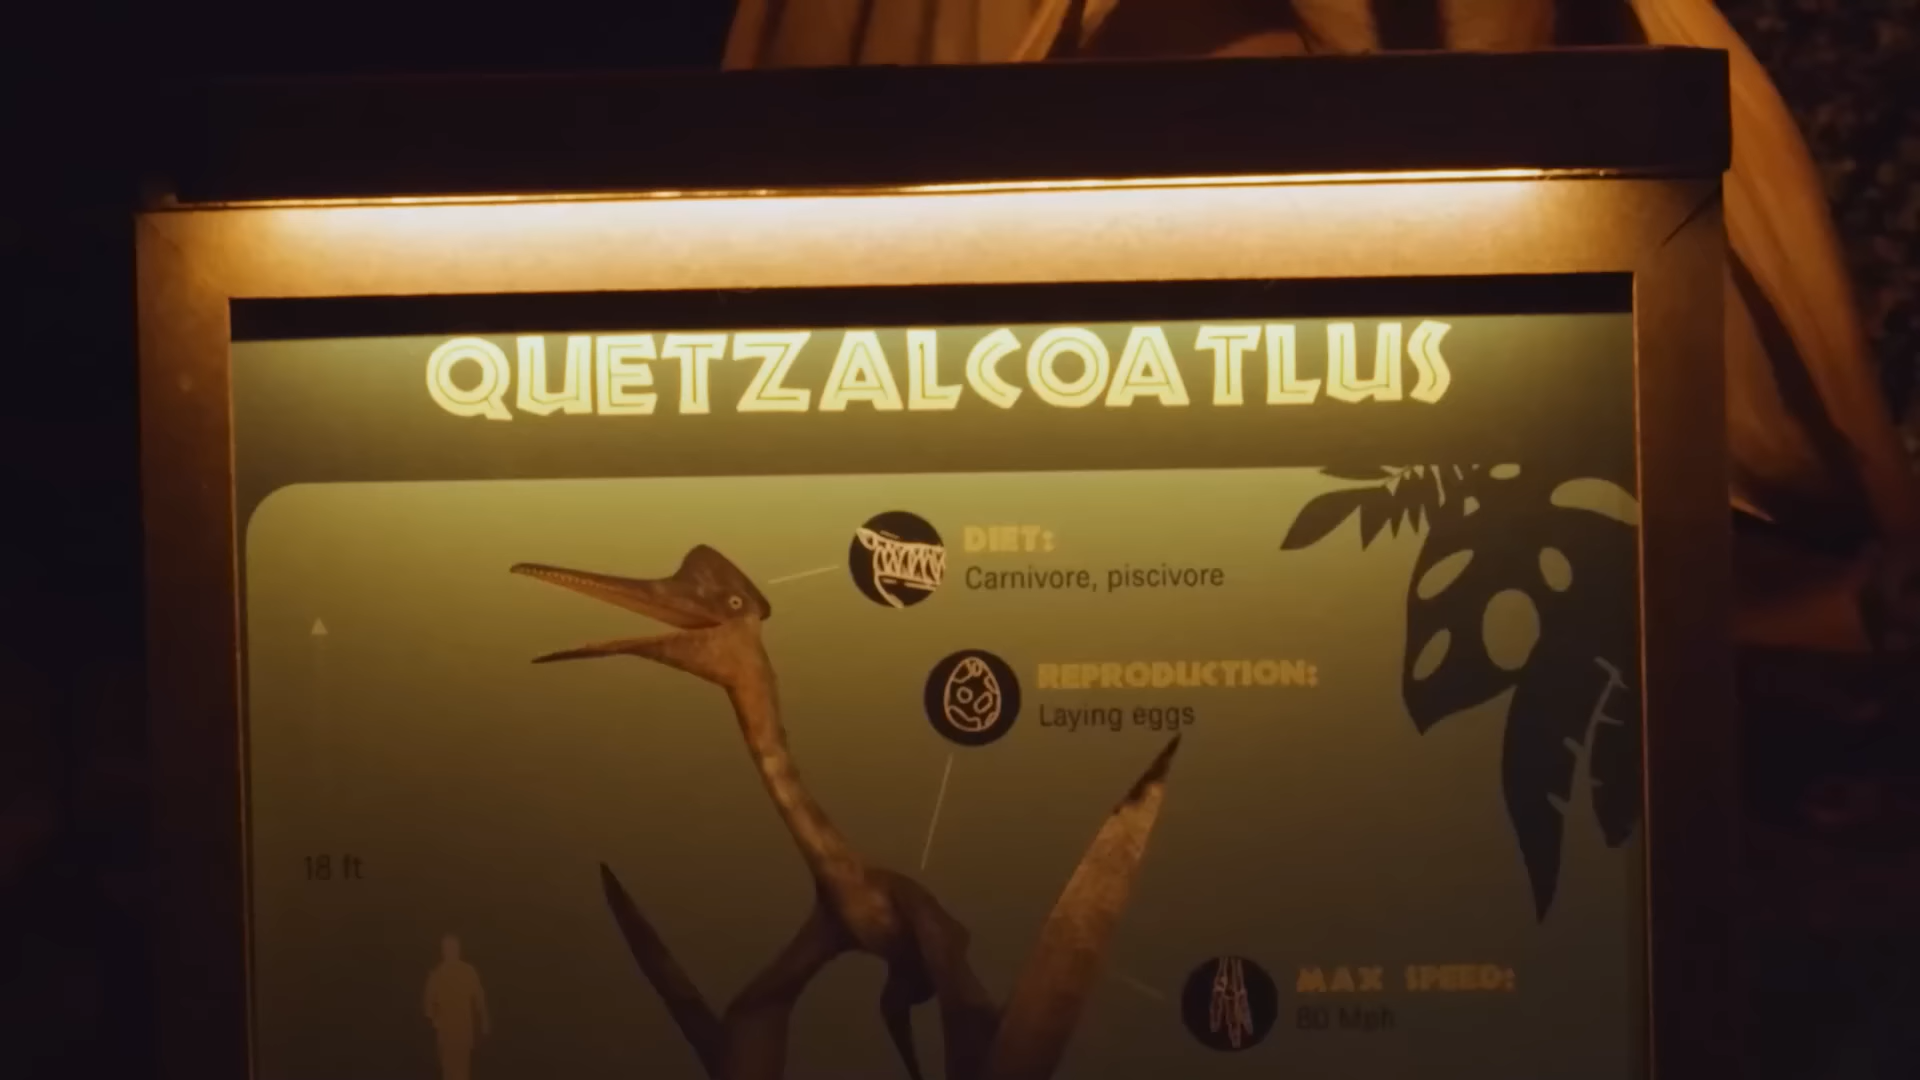 QUETZALCOATLUS
DIET:
Carnivore, piscivore
REPRODUCTION:
Laying eggs
18 ft
MAX SPEED:
80 Mph